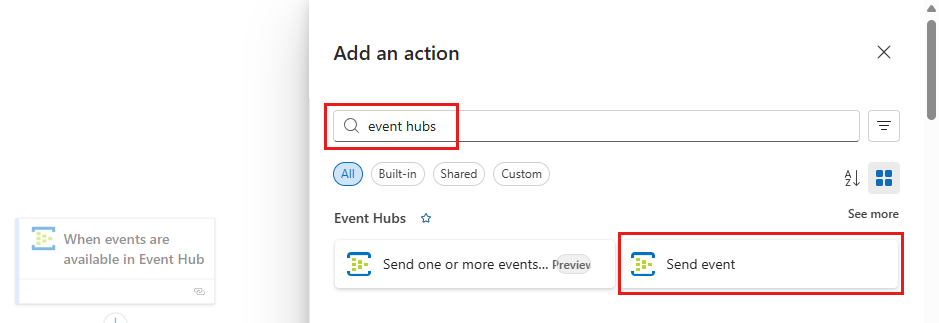 Add an action
event hubs
All
Built-in
Shared
Custom
A
Z
Event Hubs
See more
When events are
available in Event Hub
Send one or more events...
Preview
Send event